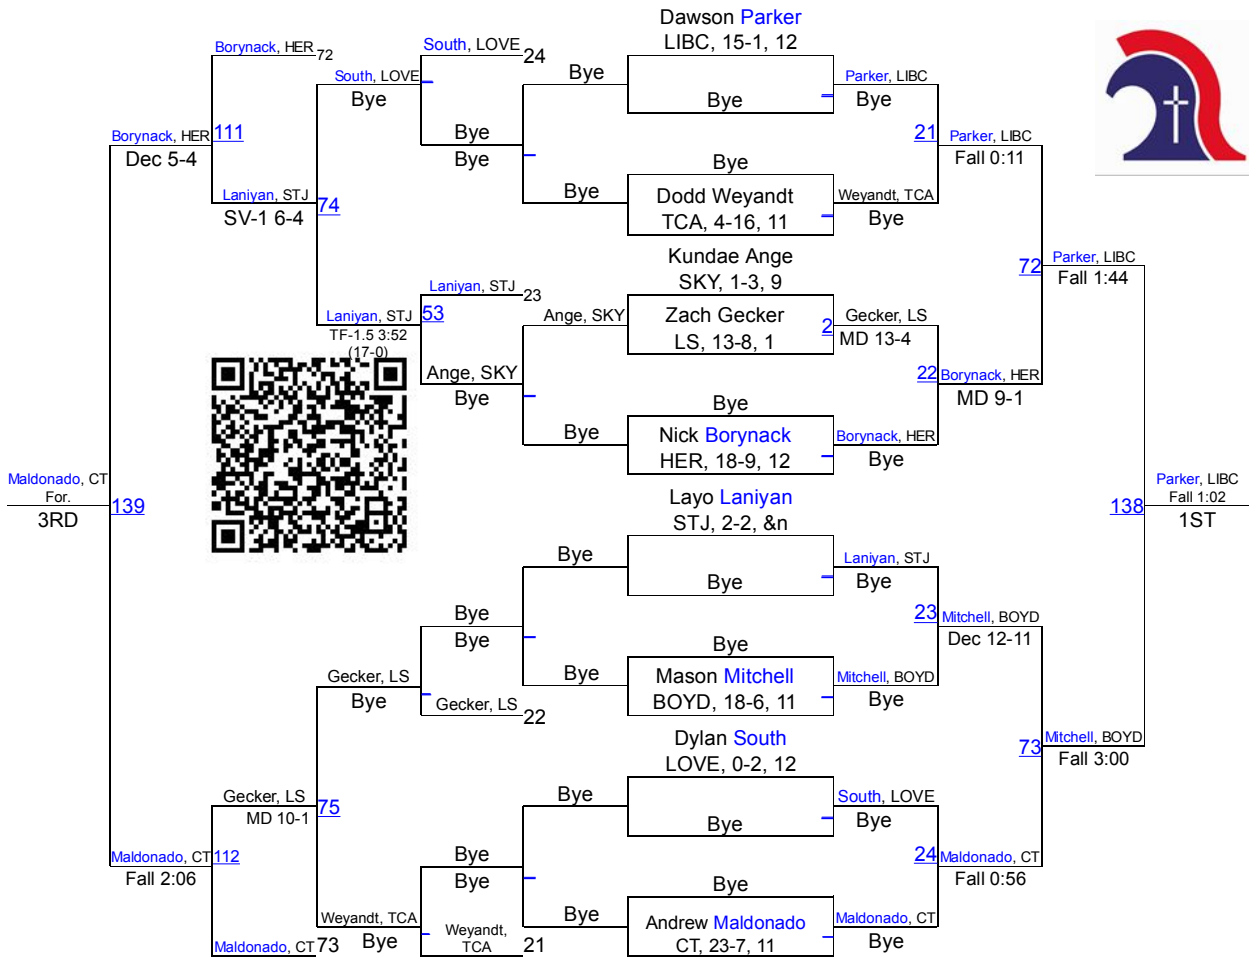 Dawson Parker
LIBC, 15-1, 12
Bye
Bye
Dodd Weyandt
TCA, 4-16, 11
Kundae Ange
SKY, 1-3, 9
Zach Gecker
LS, 13-8, 1
2
Bye
Nick Borynack
HER, 18-9, 12
Layo Laniyan
STJ, 2-2, &n
Bye
Bye
Mason Mitchell
BOYD, 18-6, 11
Dylan South
LOVE, 0-2, 12
Bye
Bye
Andrew Maldonado
CT, 23-7, 11
Parker, LIBC
Bye
21
Weyandt, TCA
Bye
Gecker, LS
MD 13-4
22
Borynack, HER
Bye
Laniyan, STJ
Bye
23
Mitchell, BOYD
Bye
South, LOVE
Bye
24
Maldonado, CT
Bye
Parker, LIBC
Fall 0:11
72
Borynack, HER
MD 9-1
Mitchell, BOYD
Dec 12-11
73
Maldonado, CT
Fall 0:56
Parker, LIBC
Fall 1:44
138
Mitchell, BOYD
Fall 3:00
Parker, LIBC
Fall 1:02
1ST
Bye
Bye
Ange, SKY
Bye
Bye
Bye
Bye
Bye
South, LOVE
24
Bye
Bye
Laniyan, STJ
23
53
Ange, SKY
Bye
Bye
Bye
Gecker, LS
22
Bye
Bye
Weyandt,
TCA
21
South, LOVE
Bye
74
Laniyan, STJ
TF-1.5 3:52
(17-0)
Gecker, LS
Bye
75
Weyandt, TCA
Bye
Borynack, HER
72
111
Laniyan, STJ
SV-1 6-4
Gecker, LS
MD 10-1
112
Maldonado, CT
73
Borynack, HER
Dec 5-4
139
Maldonado, CT
Fall 2:06
Maldonado, CT
For.
3RD